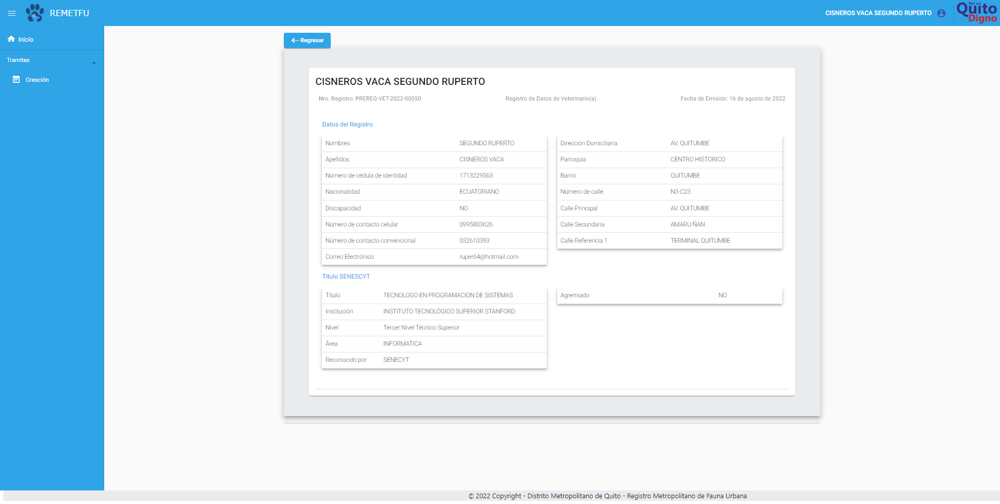 REMETFU
CISNEROS VACA SEGUNDO RUPERTO
Por un
Quito
Digno
Inicio
Tramites
Creación
Regresar
CISNEROS VACA SEGUNDO RUPERTO
Nro. Registro: PREREG-VET-2022-00050 Registro de Datos de Veterinario(a) Fecha de Emisión: 16 de agosto de 2022
Datos del Registro
Nombres SEGUNDO RUPERTO
Apellidos CISNEROS VACA
Número de cédula de identidad 1713229563
Nacionalidad ECUATORIANO
Discapacidad NO
Número de contacto celular 0995803626
Número de contacto convencional 032610393
Correo Electrónico ruper64@hotmail.com
Dirección Domiciliaria AV. QUITUMBE
Parroquia CENTRO HISTORICO
Barrio QUITUMBE
Número de calle N3-C23
Calle Principal AV. QUITUMBE
Calle Secundaria AMARU ÑAN
Calle Referencia 1 TERMINAL QUITUMBE
Título SENESCYT
Título TECNOLOGO EN PROGRAMACION DE SISTEMAS
Institución INSTITUTO TECNOLÓGICO SUPERIOR STANFORD
Nivel Tercer Nivel Técnico Superior
Área INFORMATICA
Reconocido por SENECYT
Agremiado NO
© 2022 Copyright - Distrito Metropolitano de Quito - Registro Metropolitano de Fauna Urbana